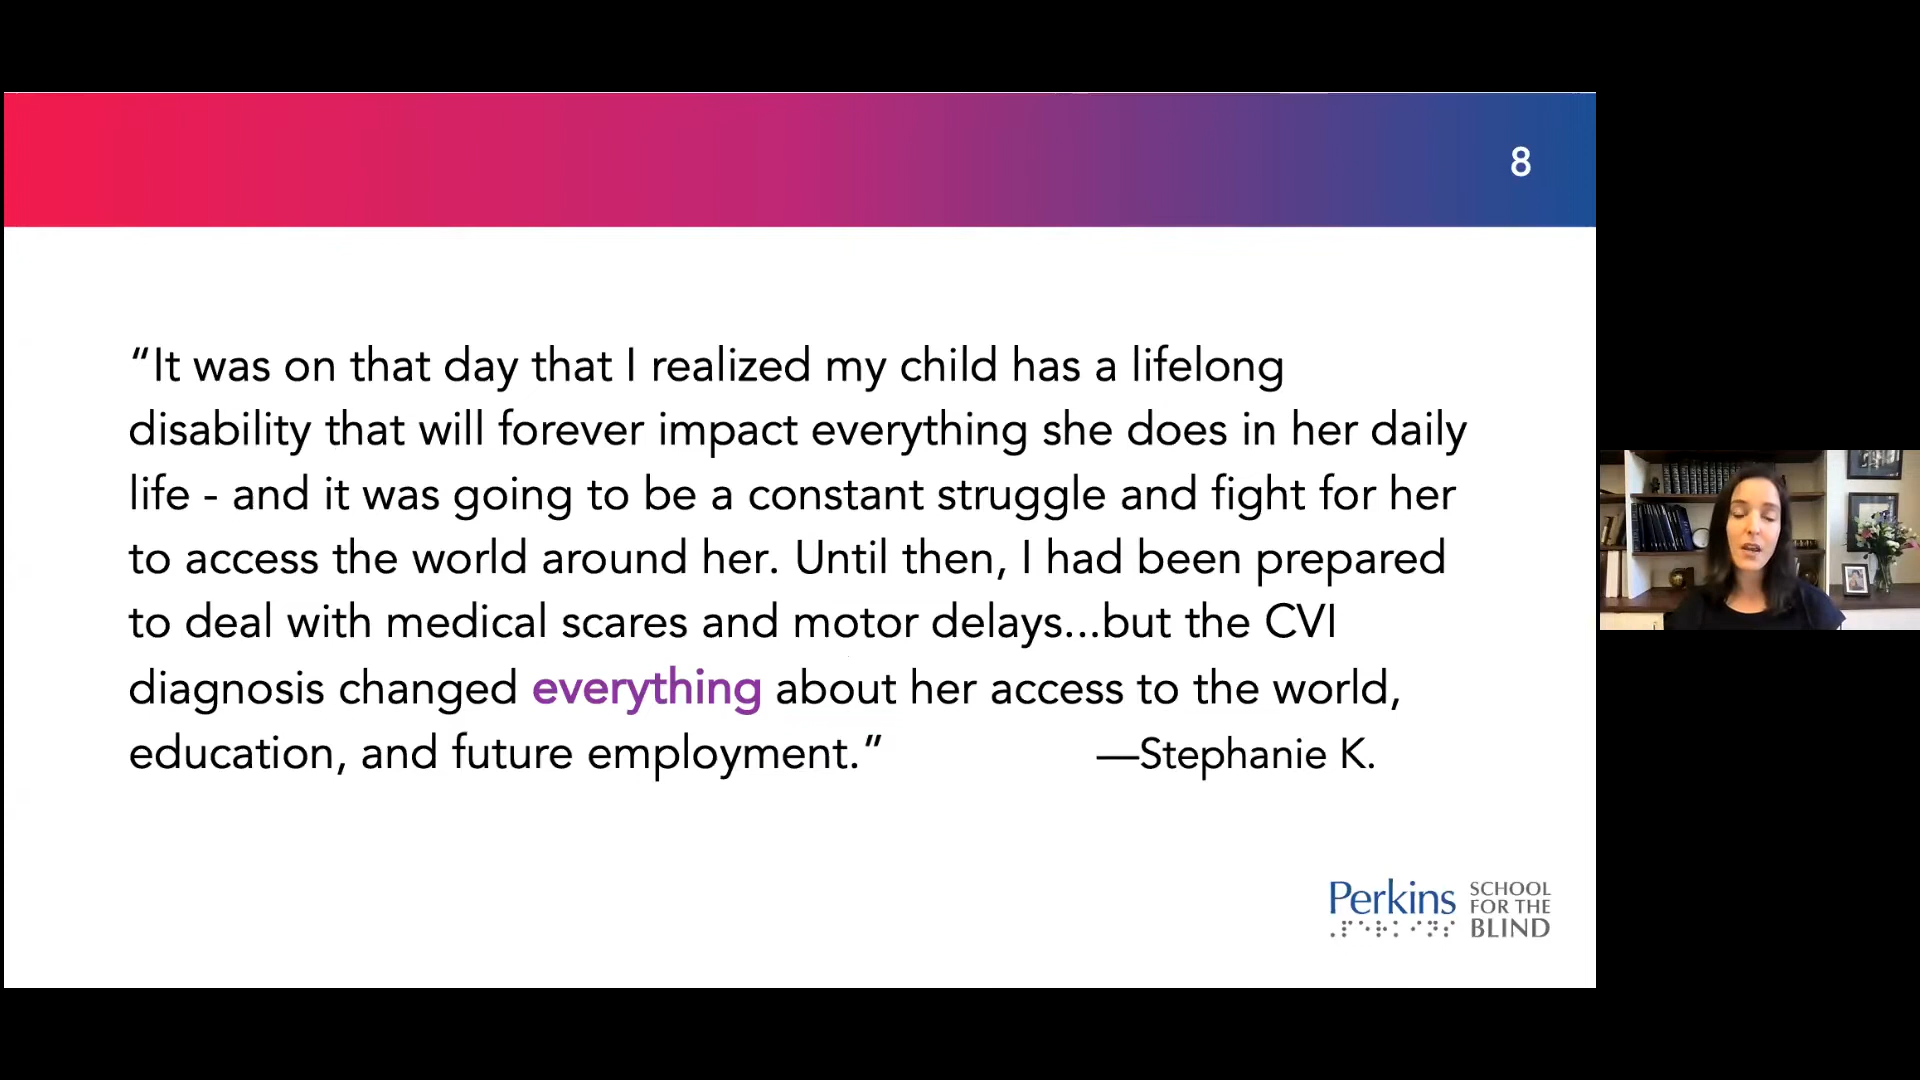 8
“It was on that day that I realized my child has a lifelong
disability that will forever impact everything she does in her daily
life - and it was going to be a constant struggle and fight for her
to access the world around her. Until then, I had been prepared
to deal with medical scares and motor delays...but the CVI
diagnosis changed everything about her access to the world,
education, and future employment.” —Stephanie K.
Perkins SCHOOL
FOR THE
BLIND
⠠⠏⠑⠗⠅⠊⠝⠎